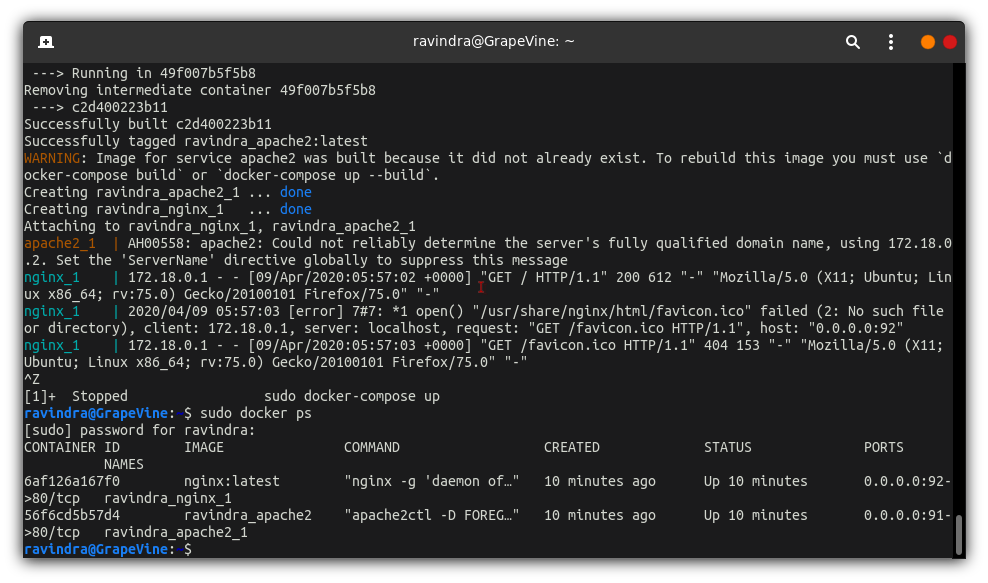 ravindra@GrapeVine: ~
---> Running in 49f007b5f5b8
Removing intermediate container 49f007b5f5b8
---> c2d400223b11
Successfully built c2d400223b11
Successfully tagged ravindra_apache2:latest
WARNING: Image for service apache2 was built because it did not already exist. To rebuild this image you must use `d
ocker-compose build` or `docker-compose up --build`.
Creating ravindra_apache2_1 ... done
Creating ravindra_nginx_1   ... done
Attaching to ravindra_nginx_1, ravindra_apache2_1
apache2_1  | AH00558: apache2: Could not reliably determine the server's fully qualified domain name, using 172.18.0
.2. Set the 'ServerName' directive globally to suppress this message
nginx_1    | 172.18.0.1 - - [09/Apr/2020:05:57:02 +0000] "GET / HTTP/1.1" 200 612 "-" "Mozilla/5.0 (X11; Ubuntu; Lin
ux x86_64; rv:75.0) Gecko/20100101 Firefox/75.0" "-"
nginx_1    | 2020/04/09 05:57:03 [error] 7#7: *1 open() "/usr/share/nginx/html/favicon.ico" failed (2: No such file
or directory), client: 172.18.0.1, server: localhost, request: "GET /favicon.ico HTTP/1.1", host: "0.0.0.0:92"
nginx_1    | 172.18.0.1 - - [09/Apr/2020:05:57:03 +0000] "GET /favicon.ico HTTP/1.1" 404 153 "-" "Mozilla/5.0 (X11;
Ubuntu; Linux x86_64; rv:75.0) Gecko/20100101 Firefox/75.0" "-"
^Z
[1]+  Stopped                 sudo docker-compose up
ravindra@GrapeVine:~$ sudo docker ps
[sudo] password for ravindra:
CONTAINER ID        IMAGE               COMMAND                  CREATED             STATUS              PORTS
          NAMES
6af126a167f0        nginx:latest        "nginx -g 'daemon of…"   10 minutes ago      Up 10 minutes       0.0.0.0:92-
>80/tcp   ravindra_nginx_1
56f6cd5b57d4        ravindra_apache2    "apache2ctl -D FOREG…"   10 minutes ago      Up 10 minutes       0.0.0.0:91-
>80/tcp   ravindra_apache2_1
ravindra@GrapeVine:~$